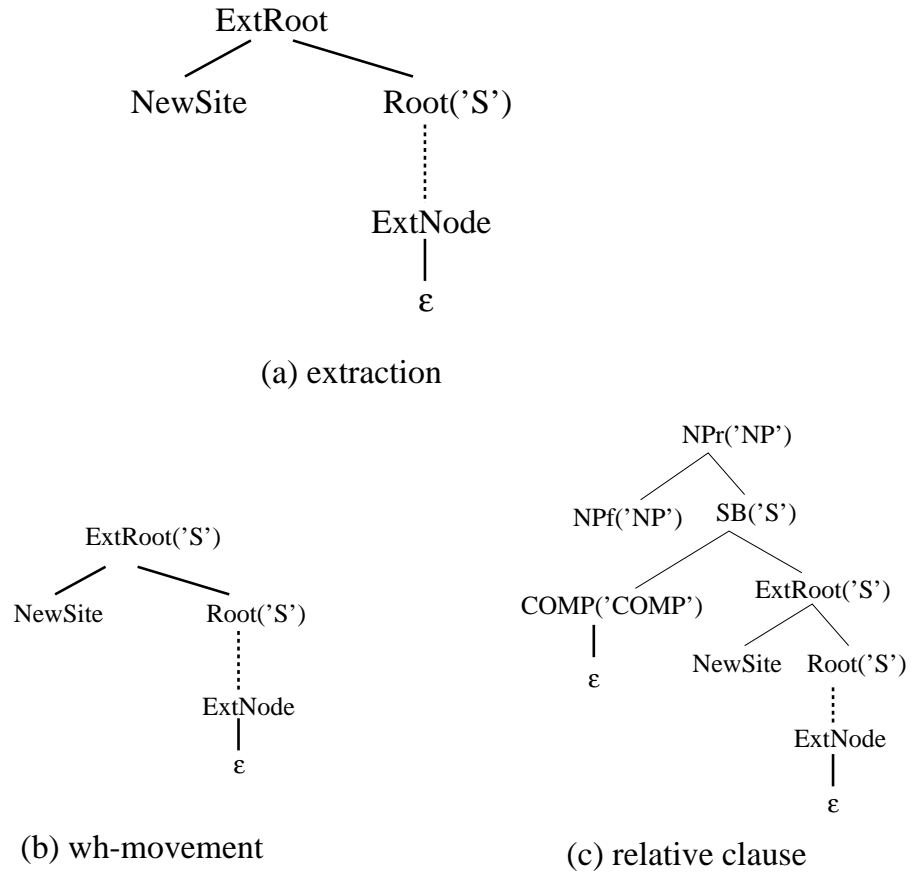 ExtRoot
NewSite Root('S')
ExtNode
ε
(a) extraction
NPr('NP')
NPf('NP') SB('S')
ExtRoot('S')
COMP('COMP') ExtRoot('S')
NewSite Root('S')
NewSite Root('S')
ε
ExtNode
ExtNode
ε
ε
(b) wh-movement
(c) relative clause